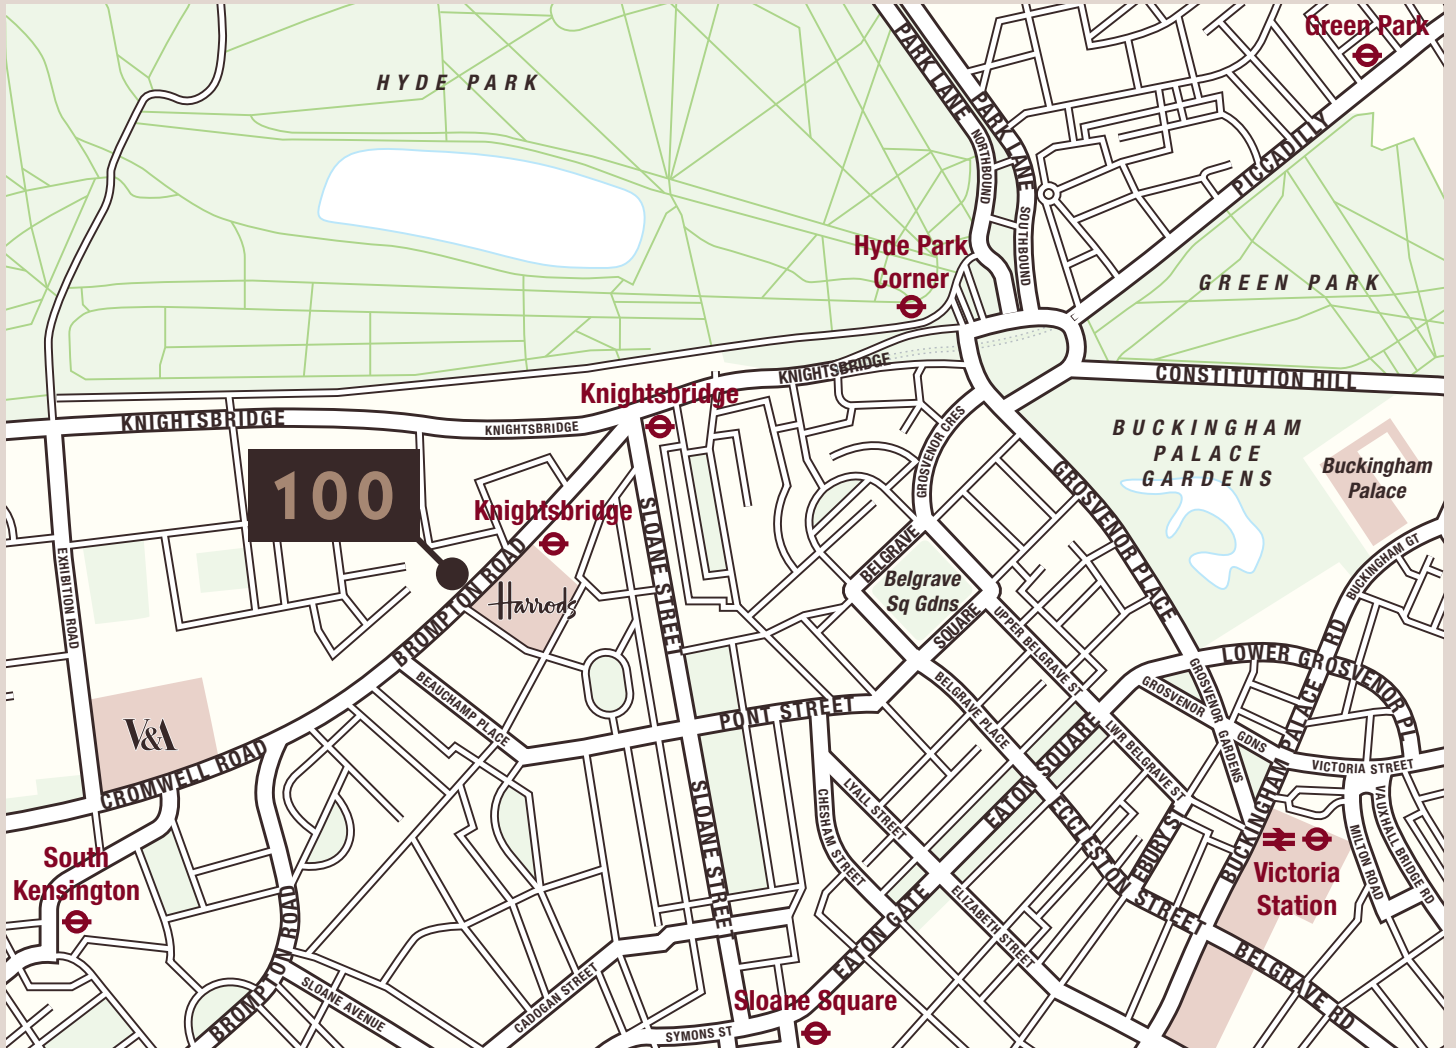 Green Park
HYDE PARK
PARK LANE
PARK LANE
NORTHBOUND
SOUTHBOUND
PICCADILLY
Hyde Park
Corner
GREEN PARK
KNIGHTSBRIDGE
CONSTITUTION HILL
Knightsbridge
KNIGHTSBRIDGE
KNIGHTSBRIDGE
GROSVENOR CRES
BUCKINGHAM
PALACE
GARDENS
Buckingham
Palace
100
Knightsbridge
SLOANE STREET
GROSVENOR PLACE
BROMPTON ROAD
Harrods
EXHIBITION ROAD
BELGRAVE
SQUARE
Belgrave
Sq Gdns
BUCKINGHAM GT
UPPER BELGRAVE ST
LOWER GROSVENOR PL
BEAUCHAMP PLACE
PONT STREET
BELGRAVE PLACE
GROSVENOR
GDNS
GROSVENOR
GARDENS
V&A
CROMWELL ROAD
LWR BELGRAVE ST
EATON SQUARE
VICTORIA STREET
BUCKINGHAM PALACE RD
LYALL STREET
CHESHAM STREET
SLOANE STREET
ECCLESTON STREET
EBURY ST
VAUXHALL BRIDGE RD
MILTON ROAD
Victoria
Station
South
Kensington
BROMPTON ROAD
EATON GATE
ELIZABETH STREET
BELGRAVE RD
SLOANE AVENUE
CADOGAN STREET
Sloane Square
SYMONS ST